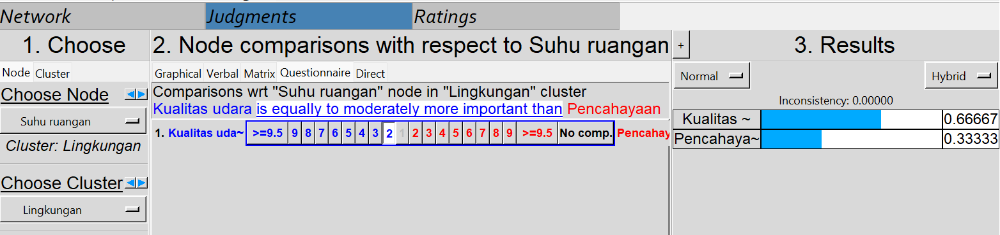 Network Judgments Ratings
1. Choose
Node Cluster
Choose Node
Suhu ruangan
Cluster: Lingkungan
Choose Cluster
Lingkungan
2. Node comparisons with respect to Suhu ruangan
Graphical Verbal Matrix Questionnaire Direct
Comparisons wrt "Suhu ruangan" node in "Lingkungan" cluster
Kualitas udara is equally to moderately more important than Pencahayaan
1. Kualitas uda~ >=9.5 9 8 7 6 5 4 3 2 1 2 3 4 5 6 7 8 9 >=9.5 No comp. Pencahay
+ 3. Results
Normal Hybrid
Inconsistency: 0.00000
Kualitas ~ 0.66667
Pencahaya~ 0.33333